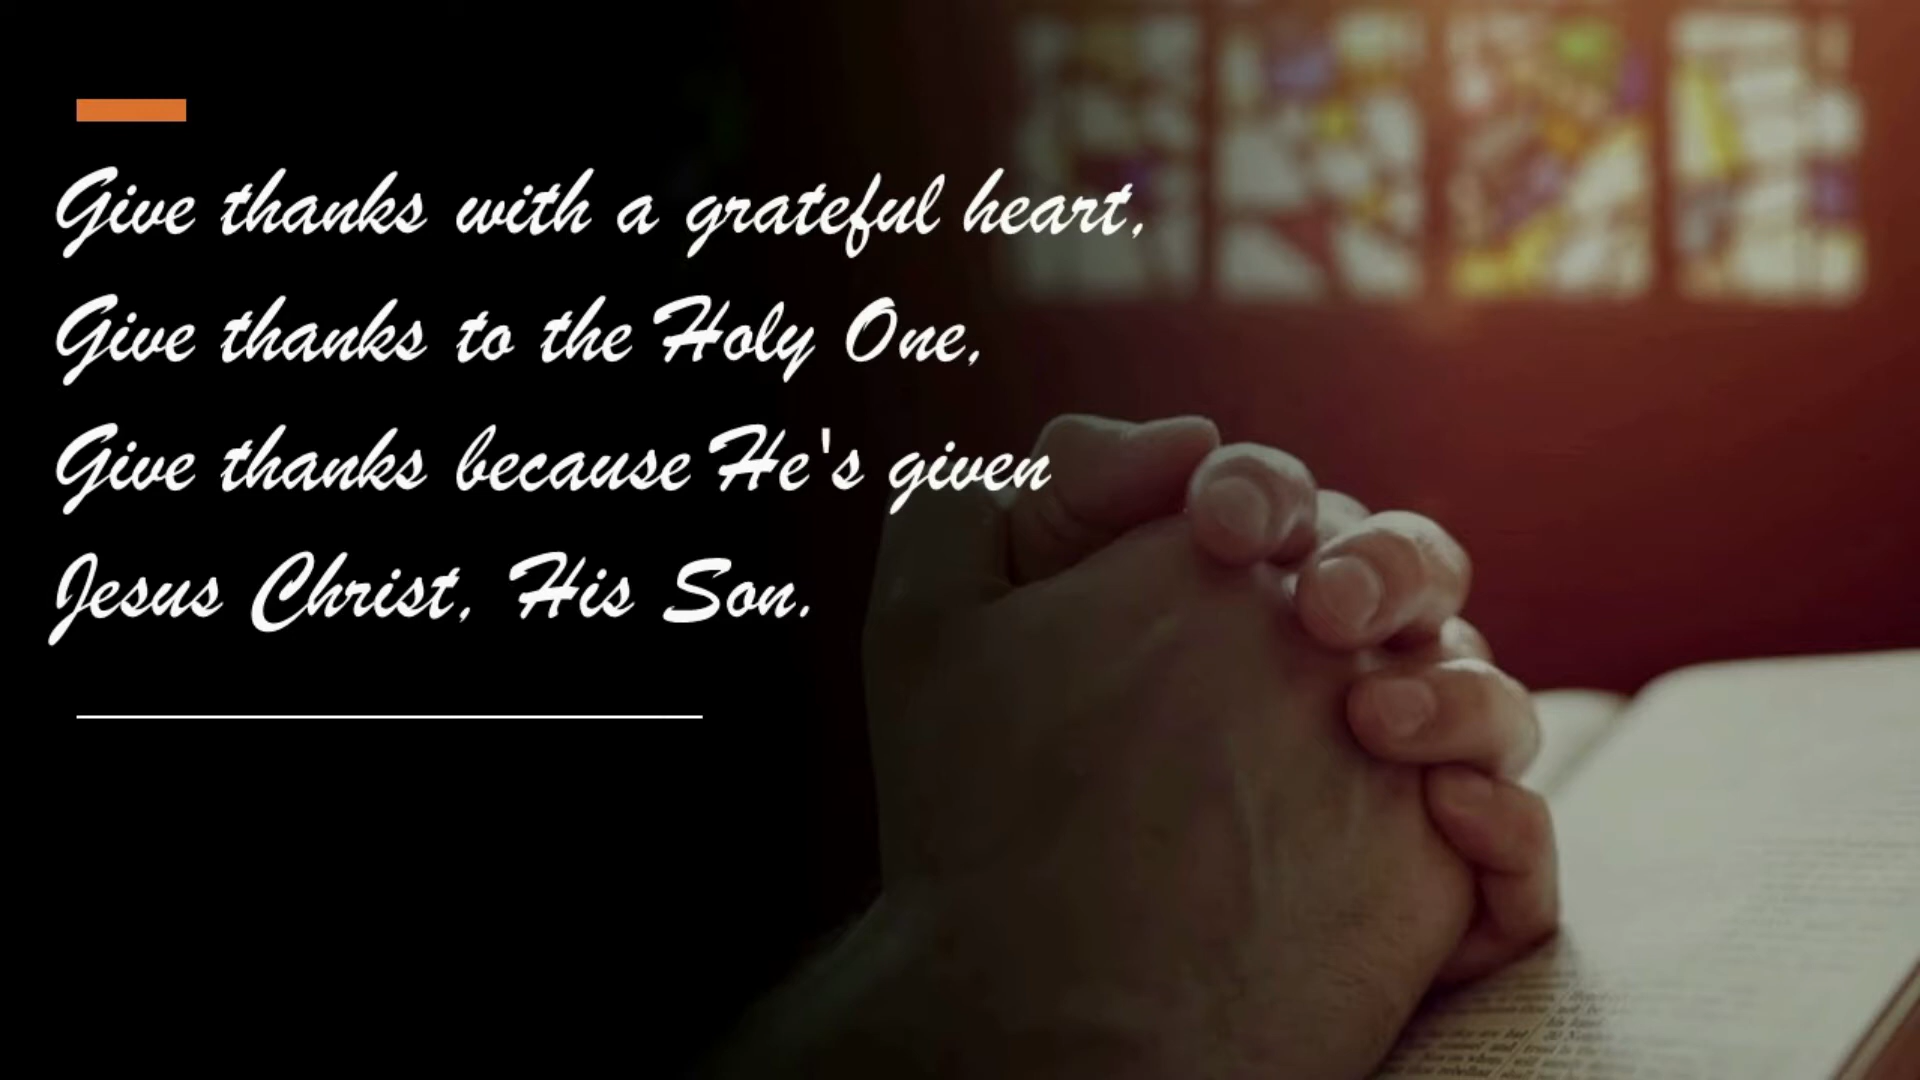 Give thanks with a grateful heart,
Give thanks to the Holy One,
Give thanks because He's given
Jesus Christ, His Son.